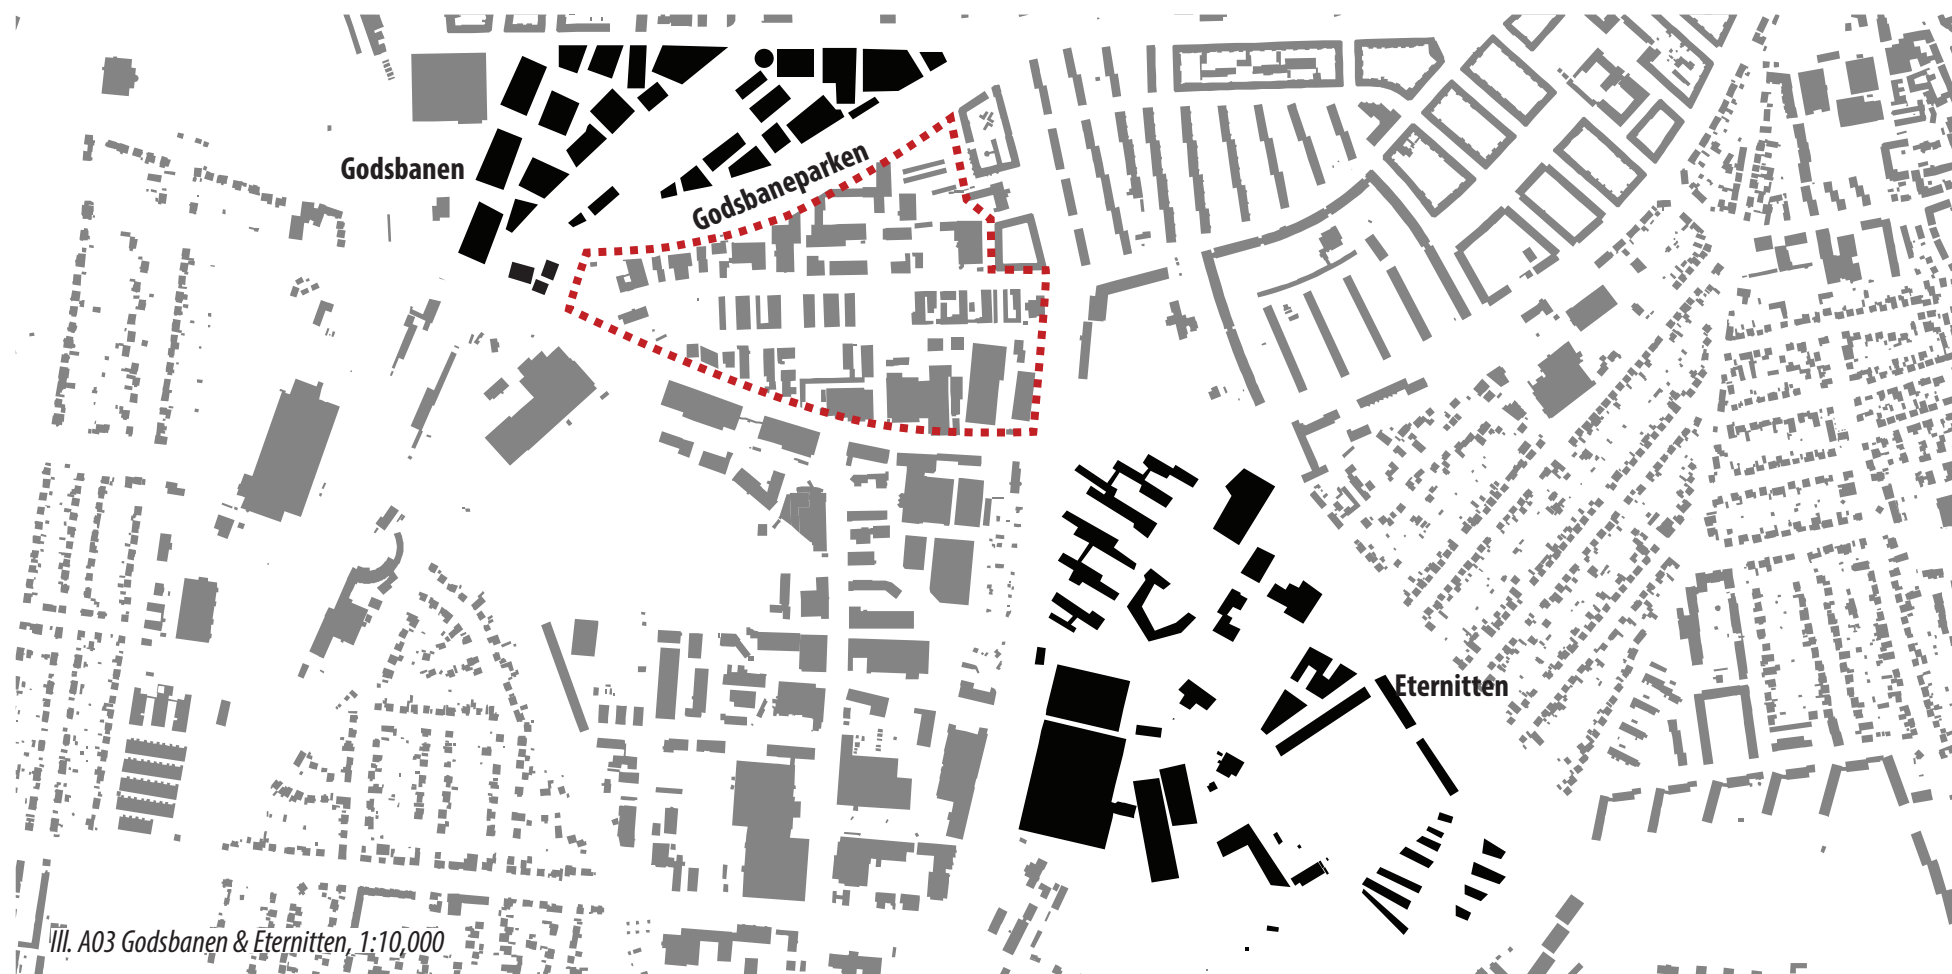 Godsbanen
Godsbaneparken
Eternitten
Ill. A03 Godsbanen & Eternitten, 1:10,000